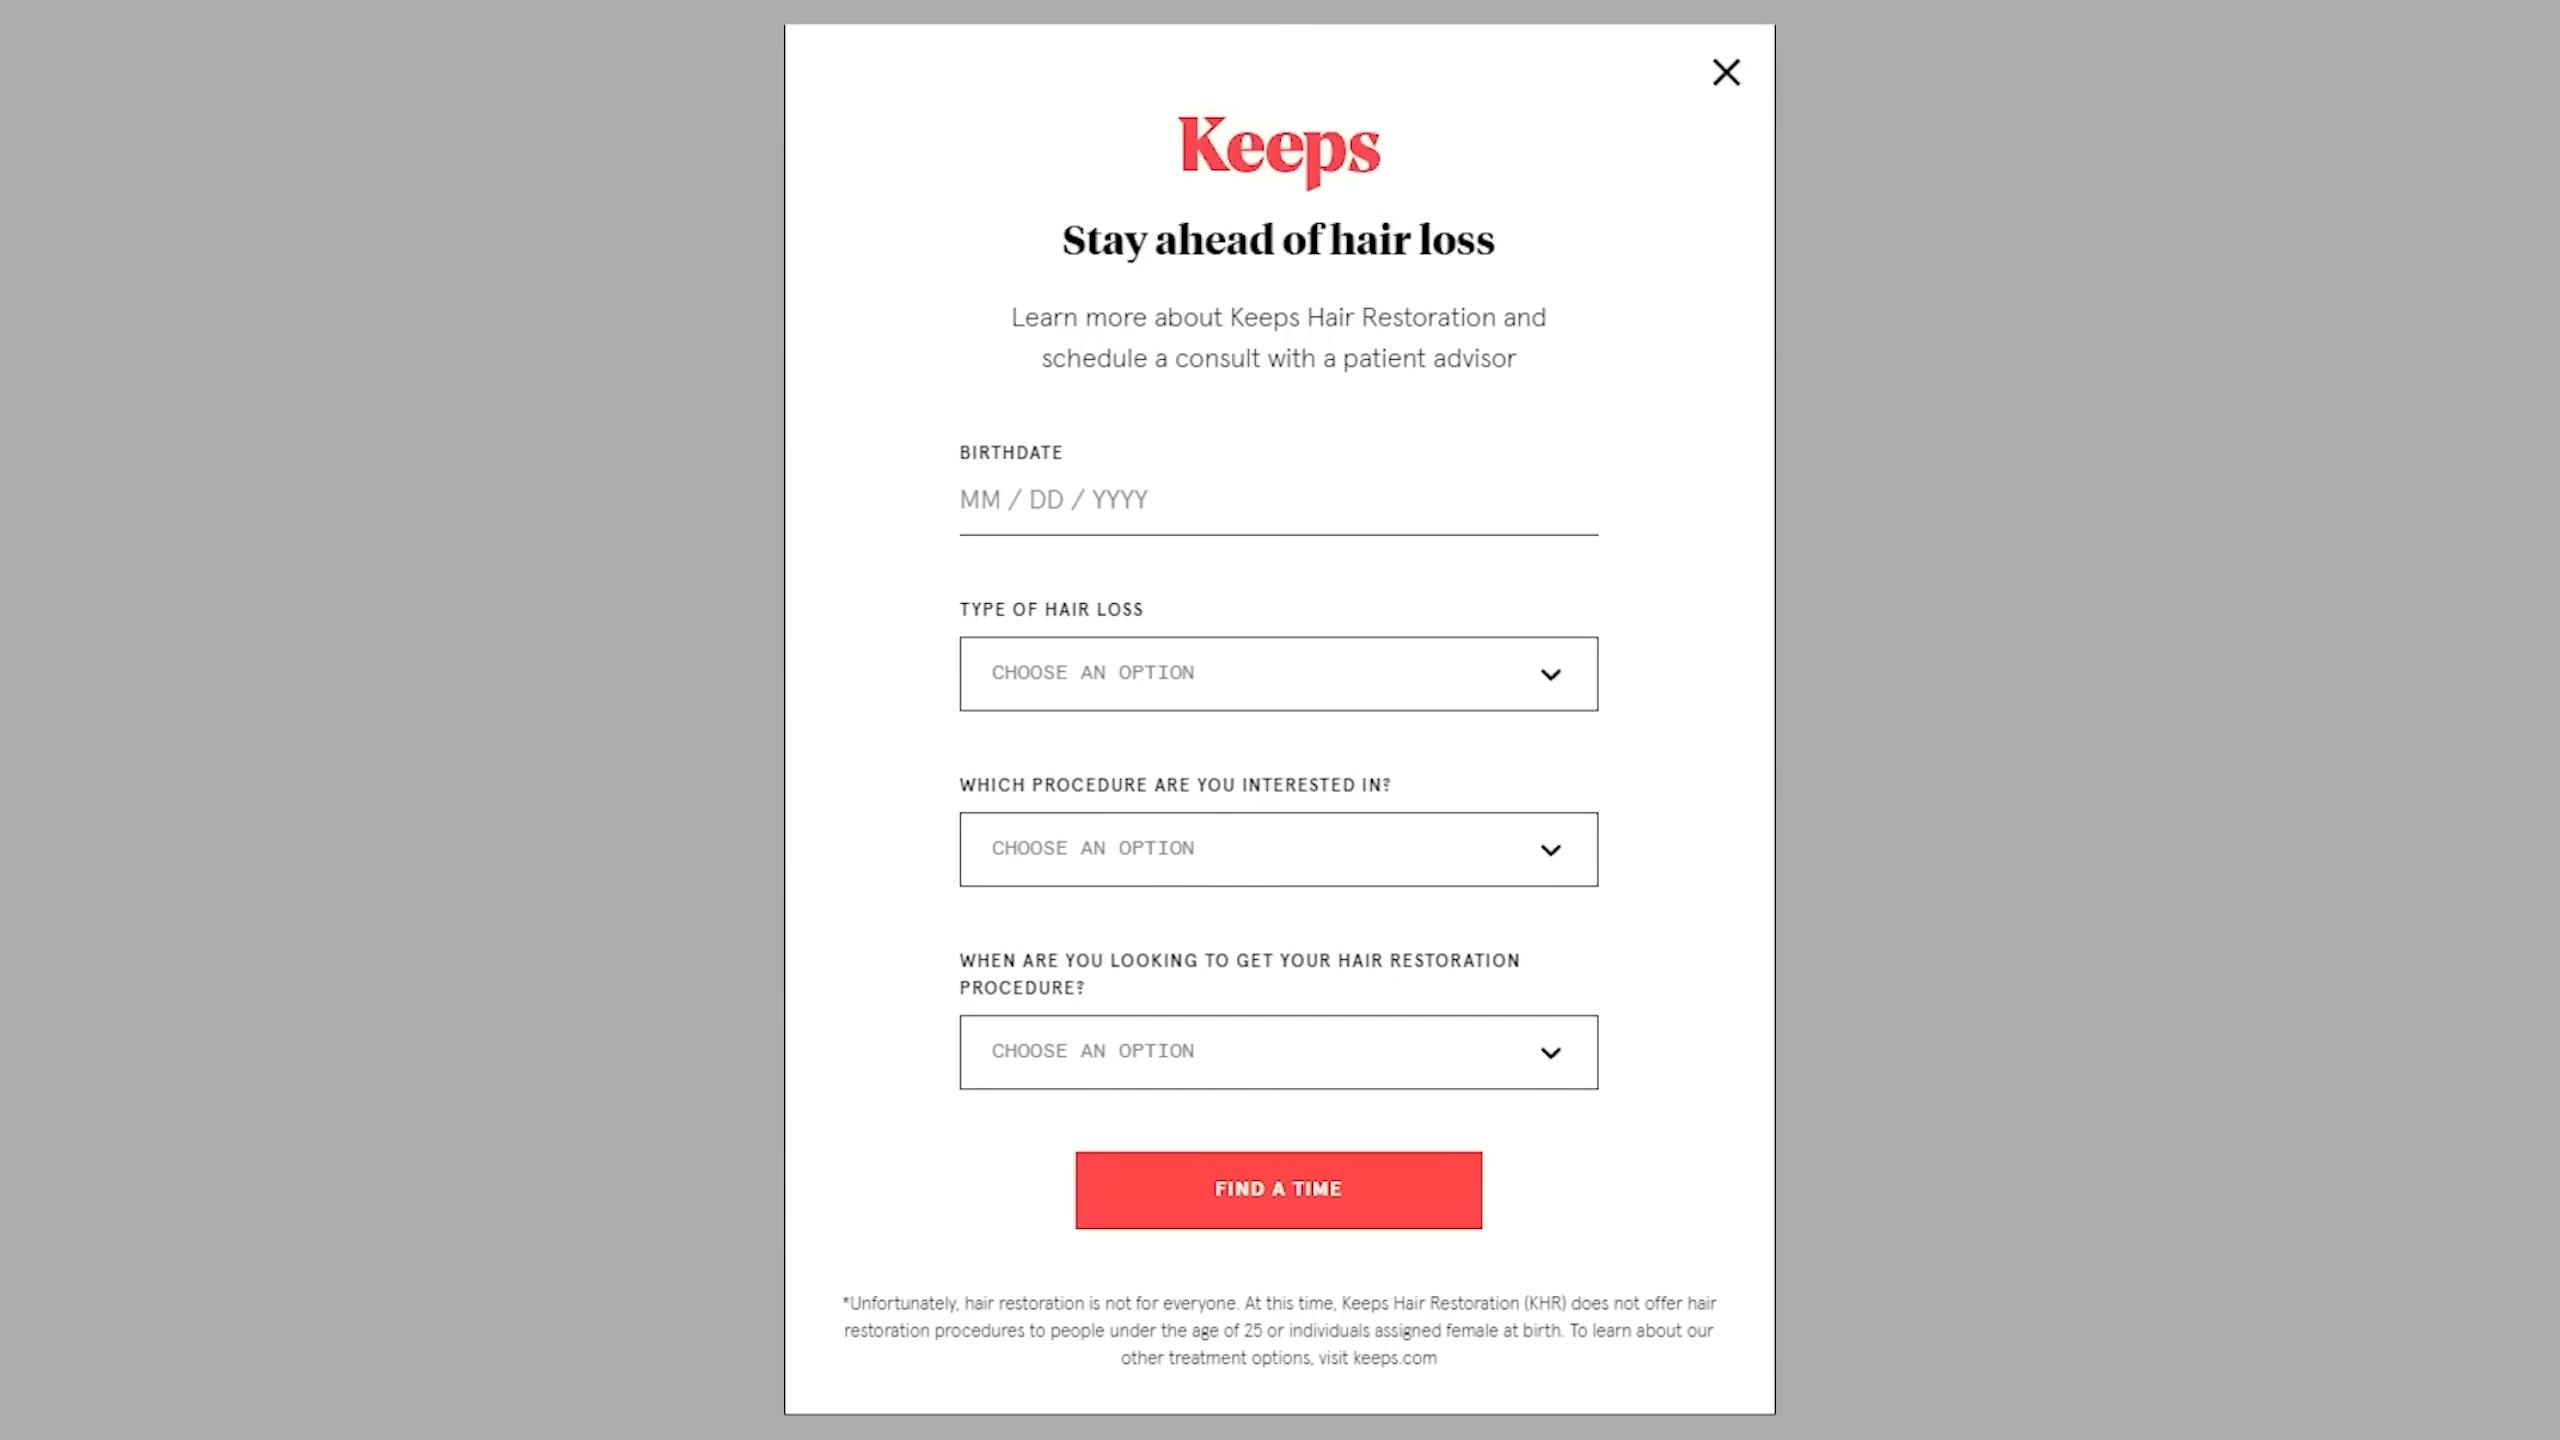 Keeps
Stay ahead of hair loss
Learn more about Keeps Hair Restoration and
schedule a consult with a patient advisor
BIRTHDATE
MM / DD / YYYY
TYPE OF HAIR LOSS
CHOOSE AN OPTION
WHICH PROCEDURE ARE YOU INTERESTED IN?
CHOOSE AN OPTION
WHEN ARE YOU LOOKING TO GET YOUR HAIR RESTORATION
PROCEDURE?
CHOOSE AN OPTION
FIND A TIME
*Unfortunately, hair restoration is not for everyone. At this time, Keeps Hair Restoration (KHR) does not offer hair
restoration procedures to people under the age of 25 or individuals assigned female at birth. To learn about our
other treatment options, visit keeps.com